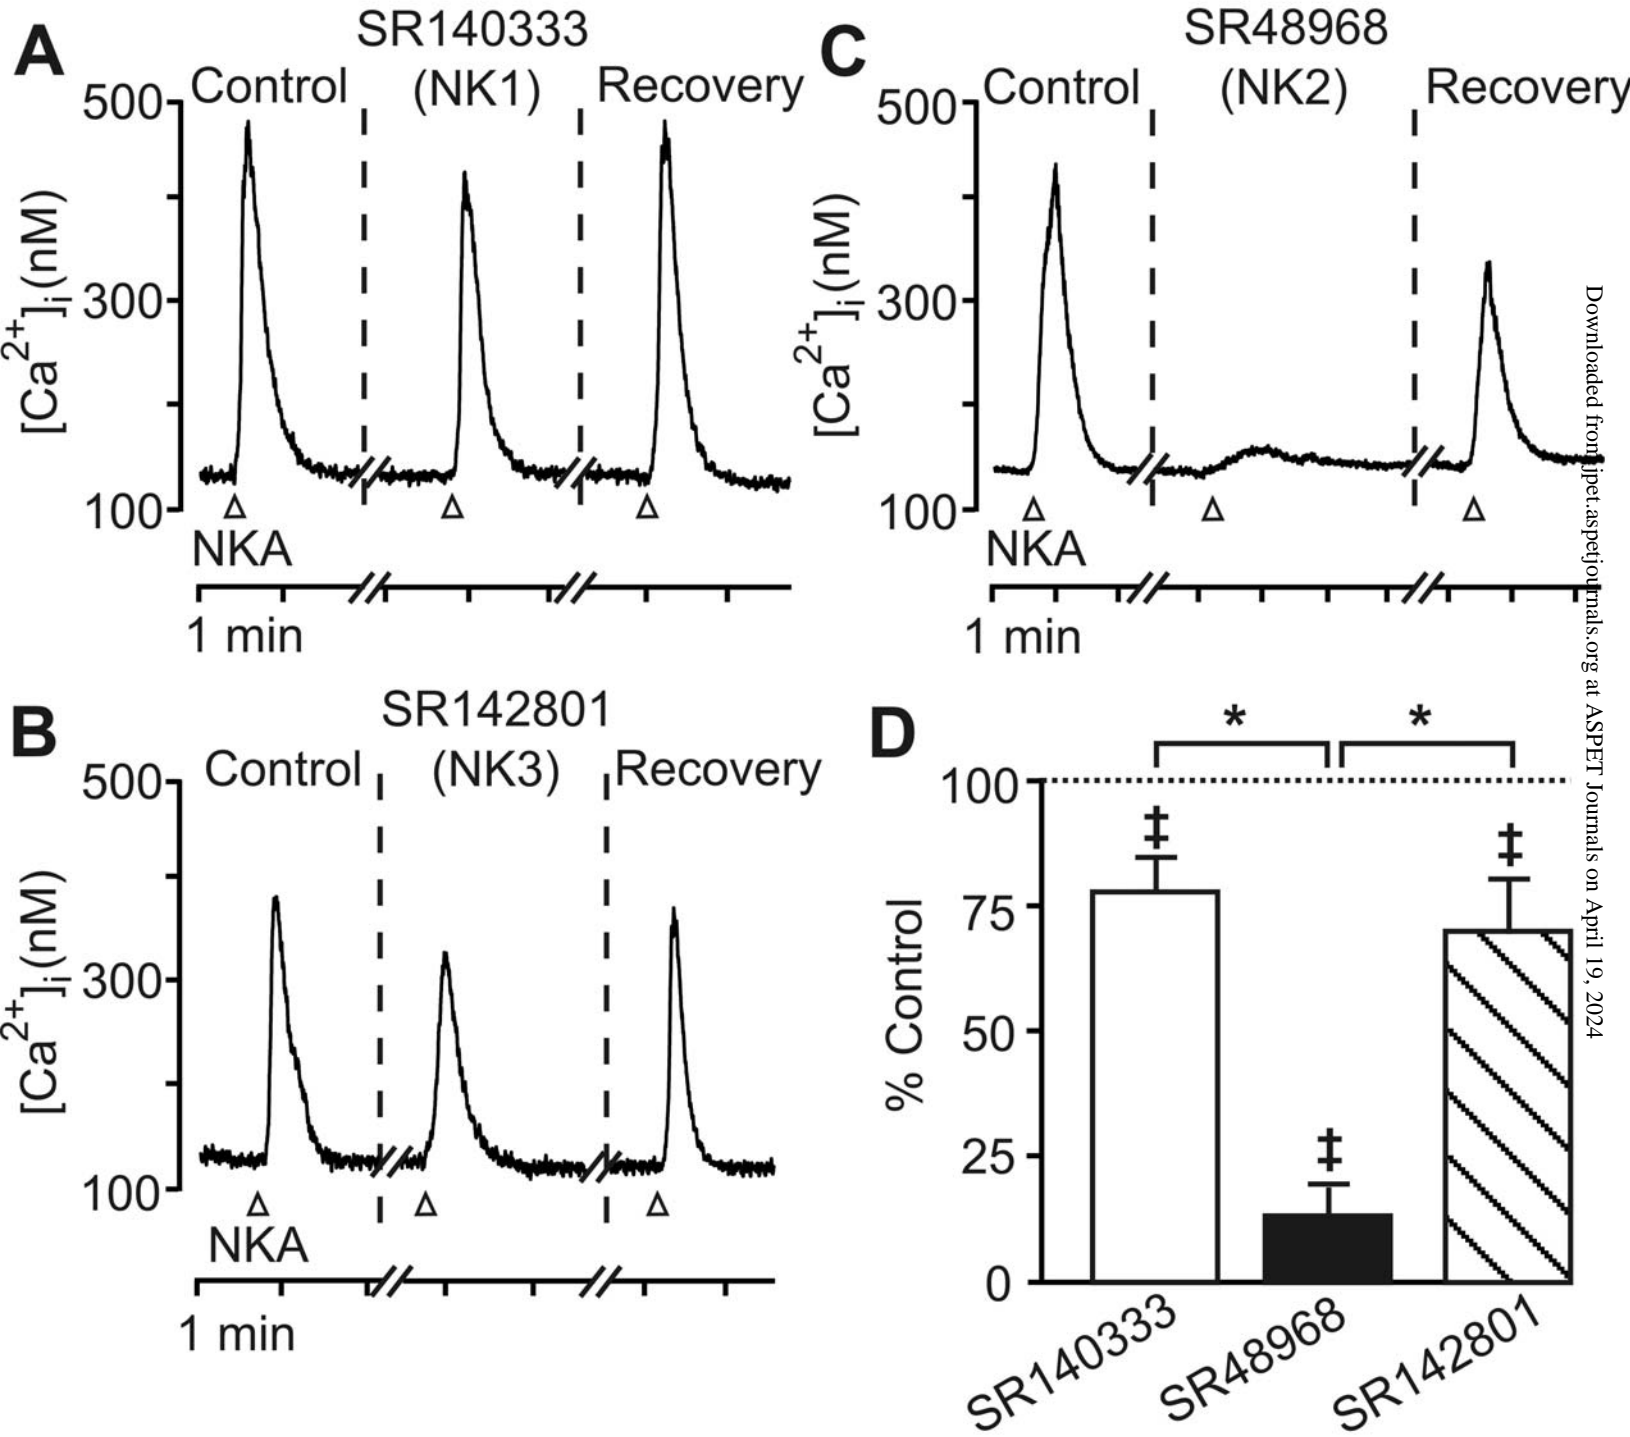 A
SR140333
Control
(NK1)
Recovery
500
300
100
[Ca2+]i(nM)
NKA
1 min
C
SR48968
Control
(NK2)
Recovery
500
300
100
[Ca2+]i(nM)
NKA
1 min
B
SR142801
Control
(NK3)
Recovery
500
300
100
[Ca2+]i(nM)
NKA
1 min
D
* *
100
75
50
25
0
% Control
‡ ‡ ‡
SR140333
SR48968
SR142801
Downloaded from jpet.aspetjournals.org at ASPET Journals on April 19, 2024